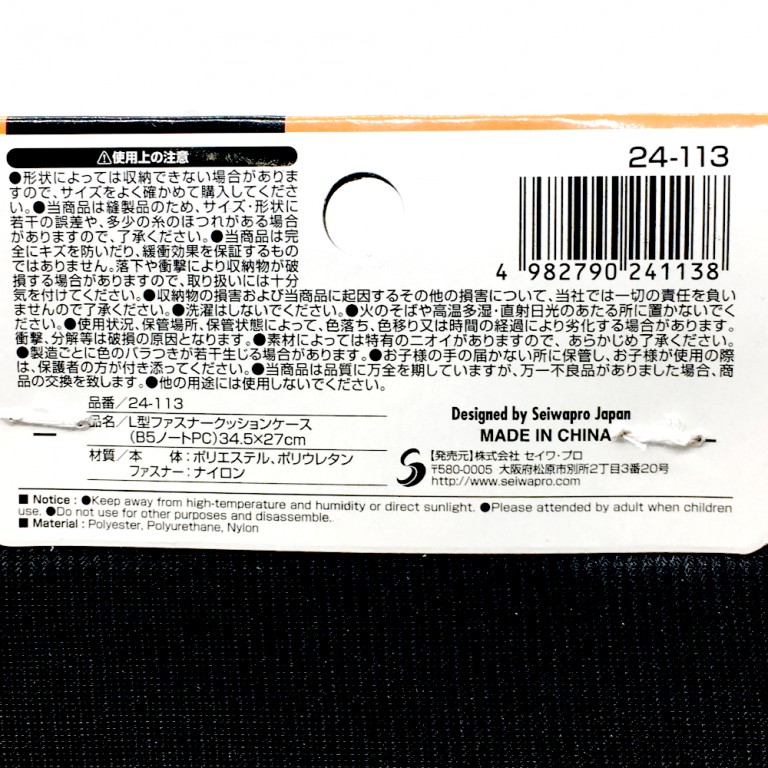 ⚠使用上の注意
24-113
●形状によっては収納できない場合がありま
すので、サイズをよく確かめて購入してくださ
い。●当商品は縫製品のため、サイズ・形状に
若干の誤差や、多少の糸のほつれがある場合
がありますので、了承ください。●当商品は完
全にキズを防いだり、緩衝効果を保証するもの
ではありません。落下や衝撃により収納物が破
損する場合がありますので、取り扱いには十分
気を付けてください。●収納物の損害および当商品に起因するその他の損害について、当社では一切の責任を負い
ませんので了承ください。●洗濯はしないでください。●火のそばや高温多湿・直射日光のあたる所に置かないでく
ださい。●使用状況、保管場所、保管状態によって、色落ち、色移り又は時間の経過により劣化する場合があります。
衝撃、分解等は破損の原因となります。●素材によっては特有のニオイがありますので、あらかじめ了承ください。
●製造ごとに色のバラつきが若干生じる場合があります。●お子様の手の届かない所に保管し、お子様が使用の際
は、保護者の方が付き添ってください。●当商品は品質に万全を期していますが、万一不良品がありました場合、商
品の交換を致します。●他の用途には使用しないでください。
4 982790 241138
品番/24-113
品名/L型ファスナークッションケース
(B5ノートPC)34.5×27cm
材質/本 体:ポリエステル、ポリウレタン
ファスナー:ナイロン
Designed by Seiwapro Japan
MADE IN CHINA
【発売元】株式会社 セイワ・プロ
〒580-0005 大阪府松原市別所2丁目3番20号
http://www.seiwapro.com/
■ Notice : ●Keep away from high-temperature and humidity or direct sunlight. ●Please attended by adult when children
use. ●Do not use for other purposes and disassemble.
■ Material : Polyester, Polyurethane, Nylon